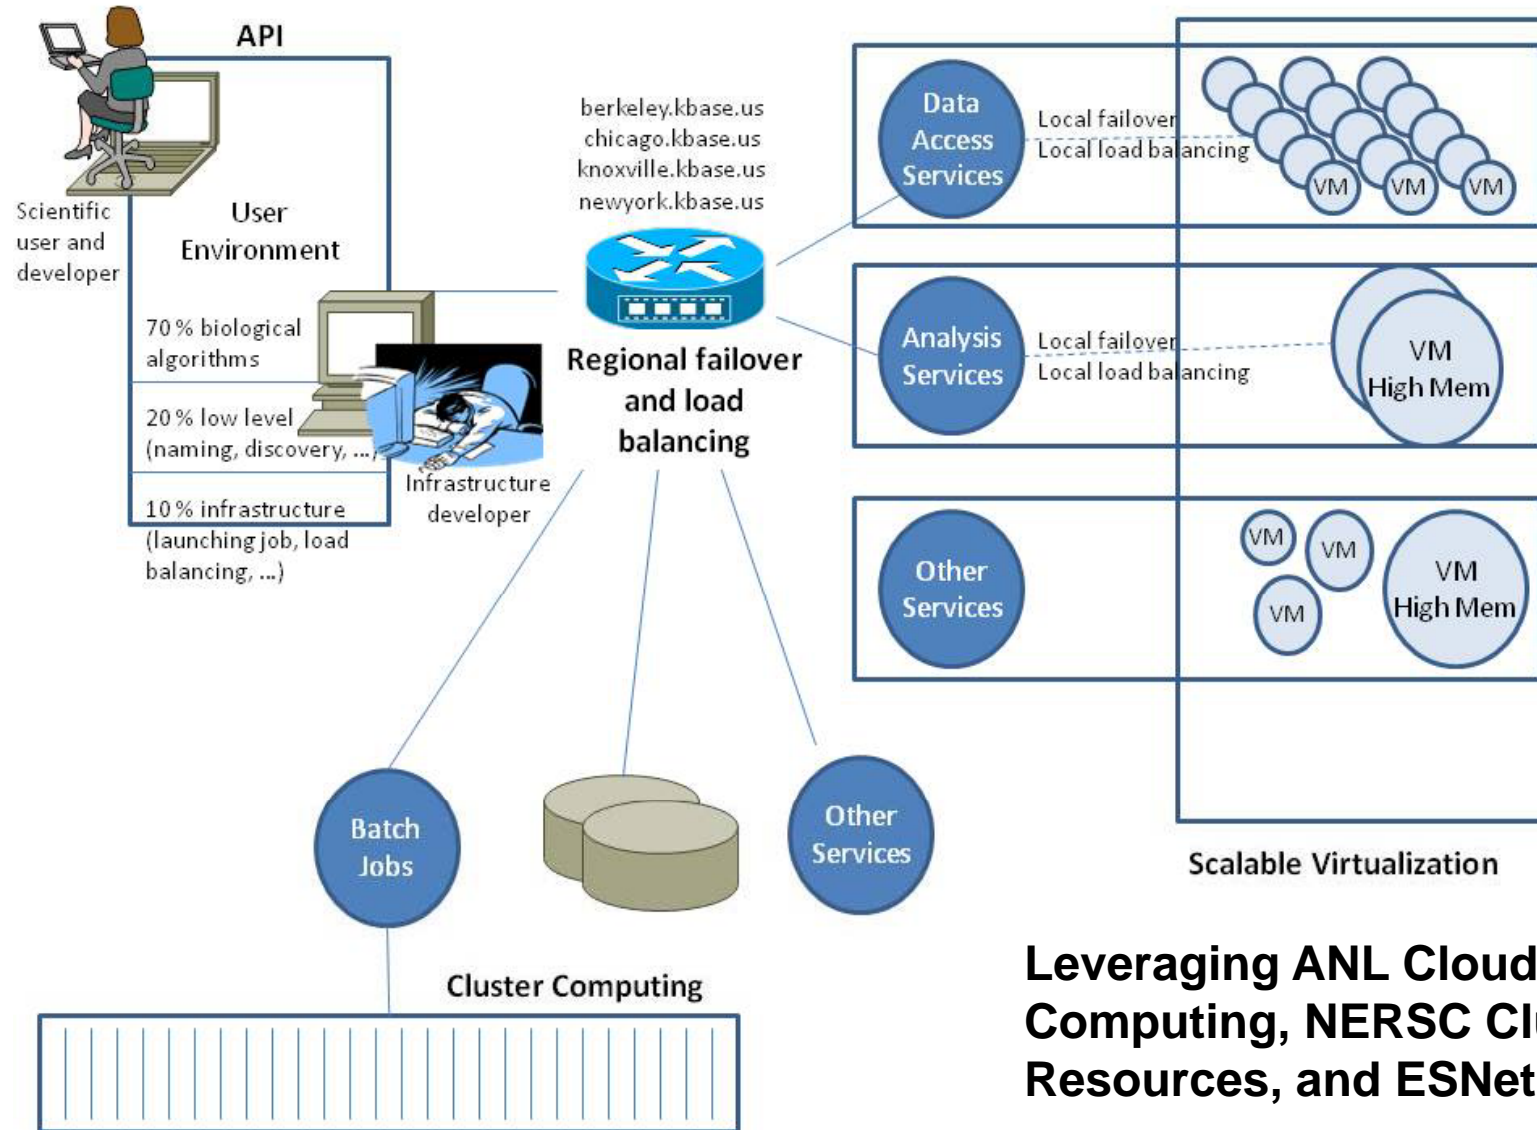 API
Scientific
user and
developer
User
Environment
70% biological
algorithms
20% low level
(naming, discovery, ...)
10% infrastructure
(launching job, load
balancing, ...)
Infrastructure
developer
berkeley.kbase.us
chicago.kbase.us
knoxville.kbase.us
newyork.kbase.us
Regional failover
and load
balancing
Data
Access
Services
Local failover
Local load balancing
VM
VM
VM
Analysis
Services
Local failover
Local load balancing
VM
High Mem
Other
Services
VM
VM
VM
VM
High Mem
Scalable Virtualization
Batch
Jobs
Other
Services
Cluster Computing
Leveraging ANL Cloud
Computing, NERSC
Resources, and ESNet